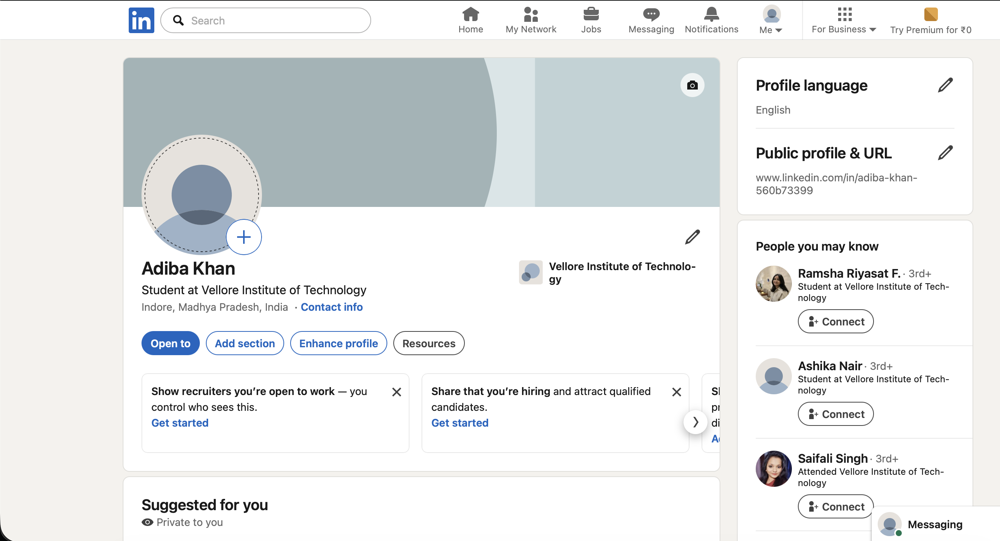 in
Search
Home
My Network
Jobs
Messaging
Notifications
Me
For Business
Try Premium for ₹0
Adiba Khan
Student at Vellore Institute of Technology
Indore, Madhya Pradesh, India · Contact info
Vellore Institute of Technolo-
gy
Open to
Add section
Enhance profile
Resources
Show recruiters you’re open to work — you
control who sees this.
Get started
Share that you’re hiring and attract qualified
candidates.
Get started
Suggested for you
Private to you
Profile language
English
Public profile & URL
www.linkedin.com/in/adiba-khan-
560b73399
People you may know
Ramsha Riyasat F. · 3rd+
Student at Vellore Institute of Tech-
nology
Connect
Ashika Nair · 3rd+
Student at Vellore Institute of Tech-
nology
Connect
Saifali Singh · 3rd+
Attended Vellore Institute of Tech-
nology
Connect
Messaging